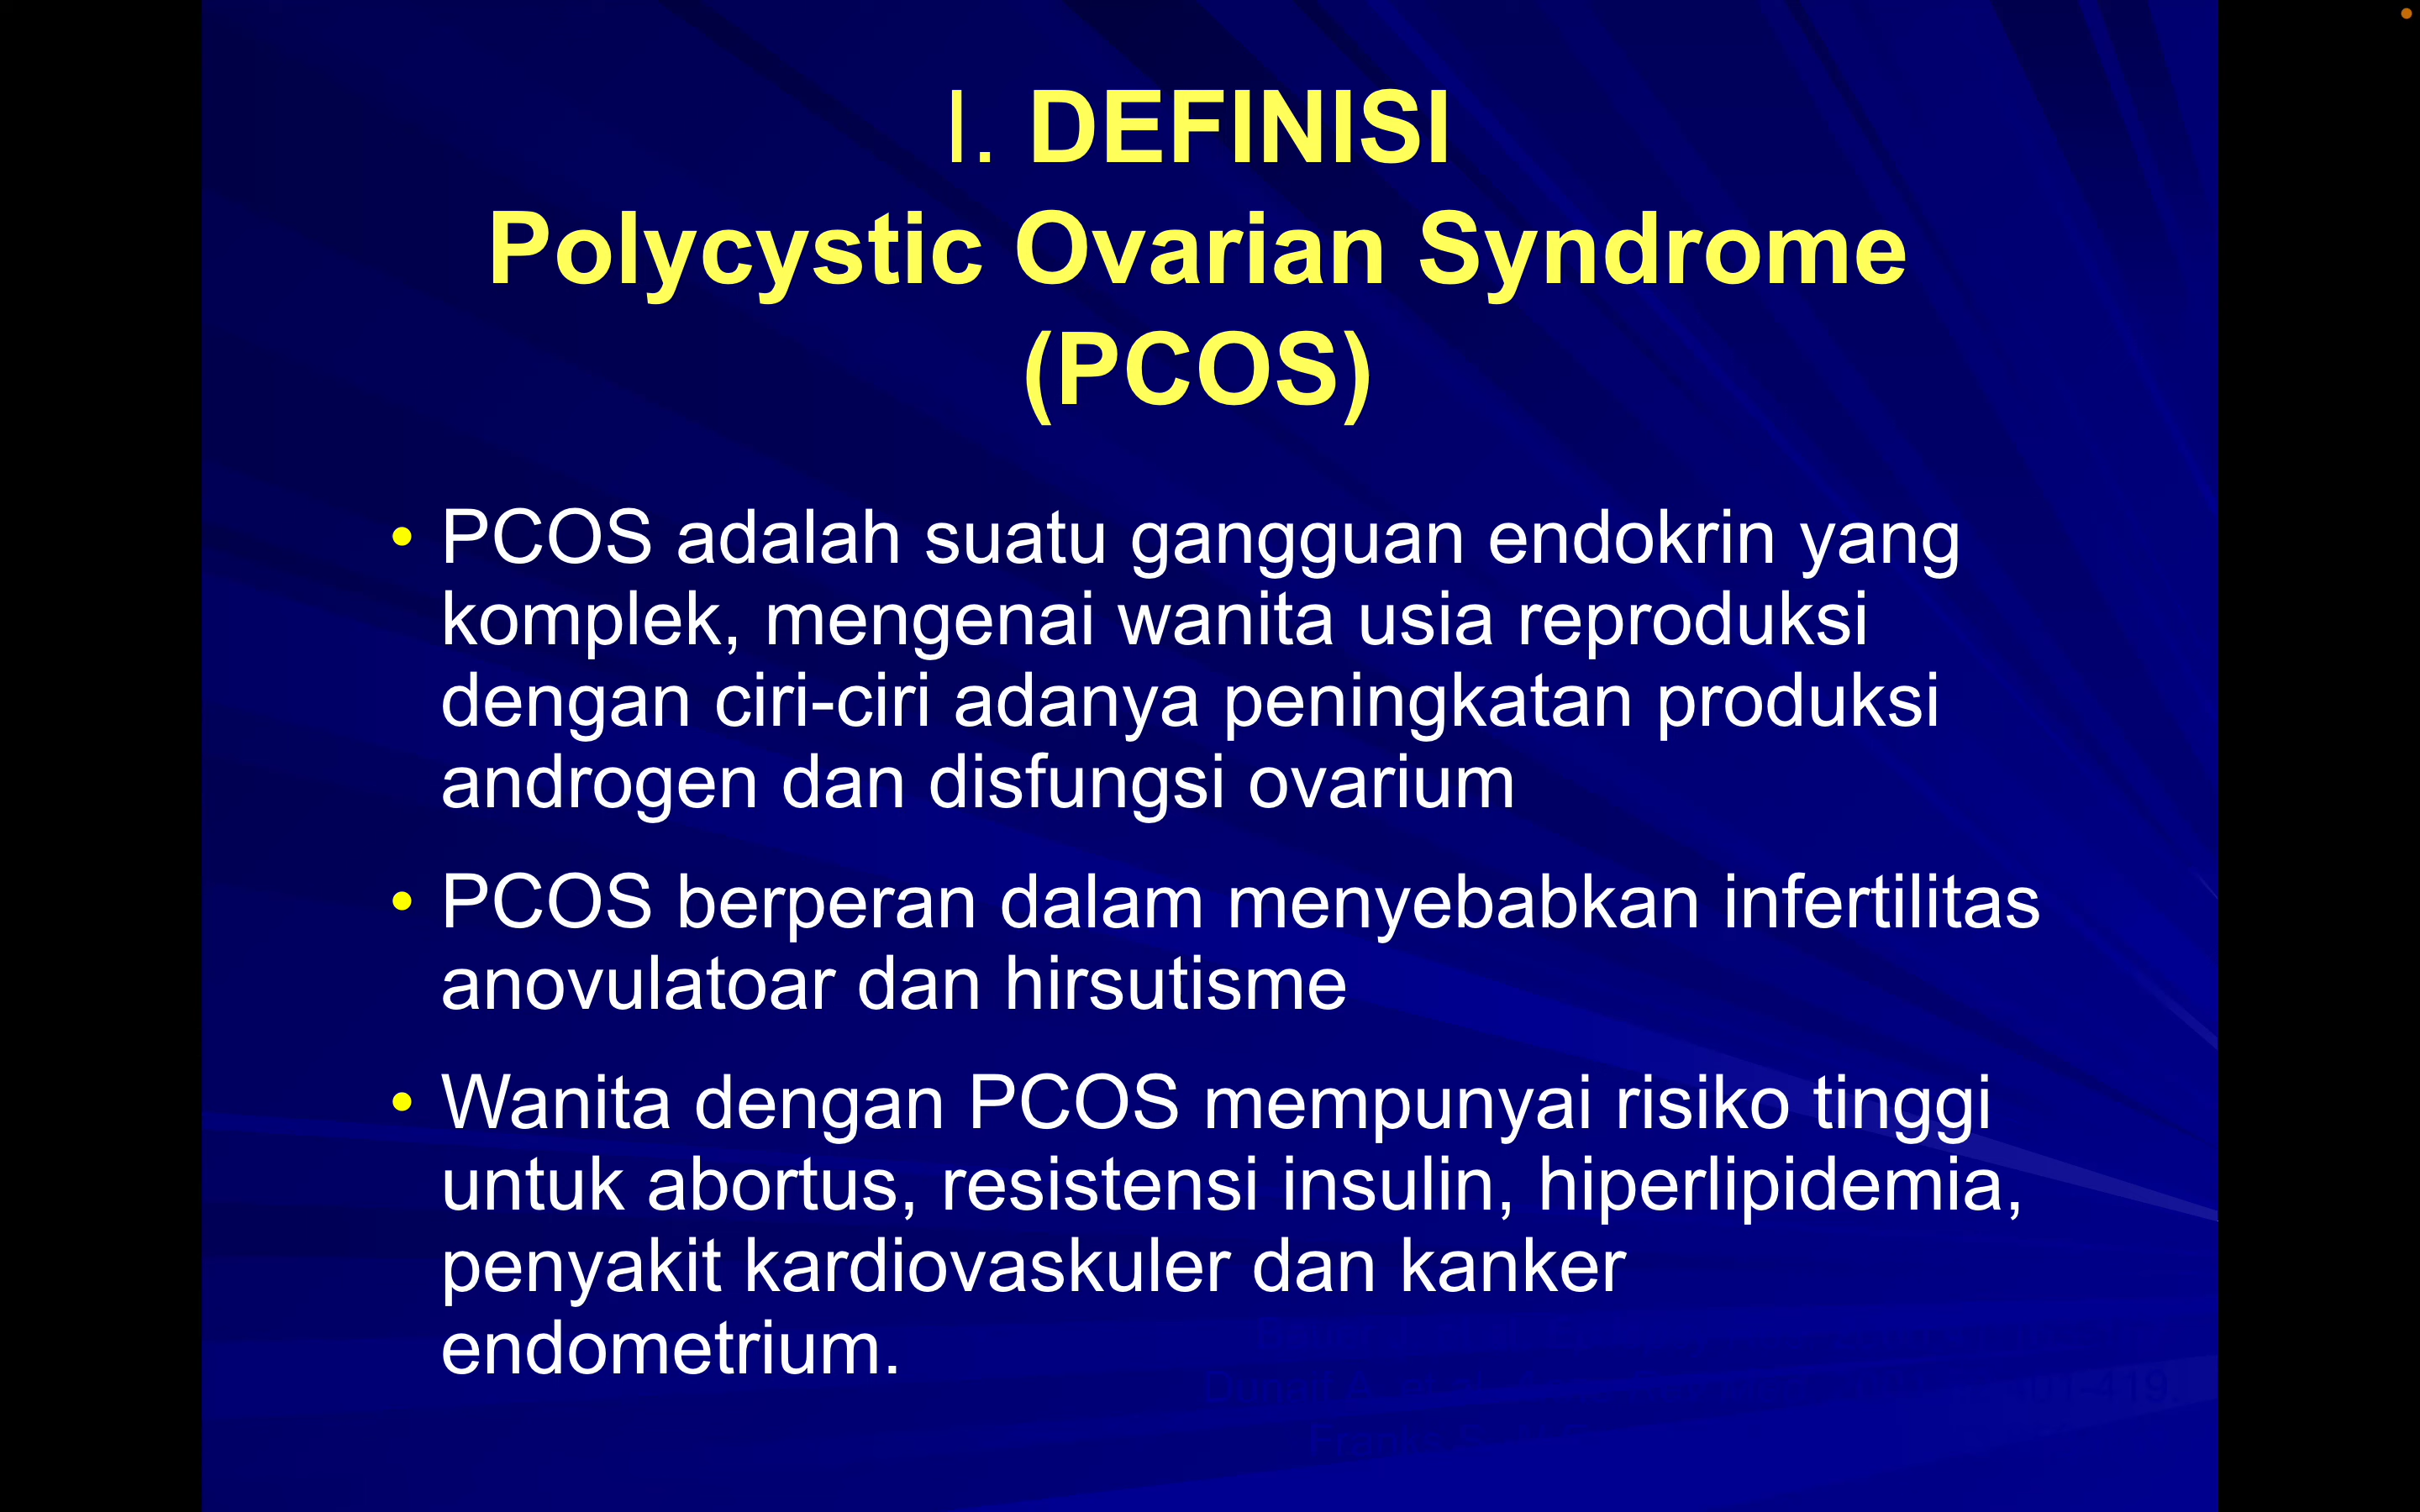 I. DEFINISI
Polycystic Ovarian Syndrome
(PCOS)
• PCOS adalah suatu gangguan endokrin yang
komplek, mengenai wanita usia reproduksi
dengan ciri-ciri adanya peningkatan produksi
androgen dan disfungsi ovarium
• PCOS berperan dalam menyebabkan infertilitas
anovulatoar dan hirsutisme
• Wanita dengan PCOS mempunyai risiko tinggi
untuk abortus, resistensi insulin, hiperlipidemia,
penyakit kardiovaskuler dan kanker
endometrium.